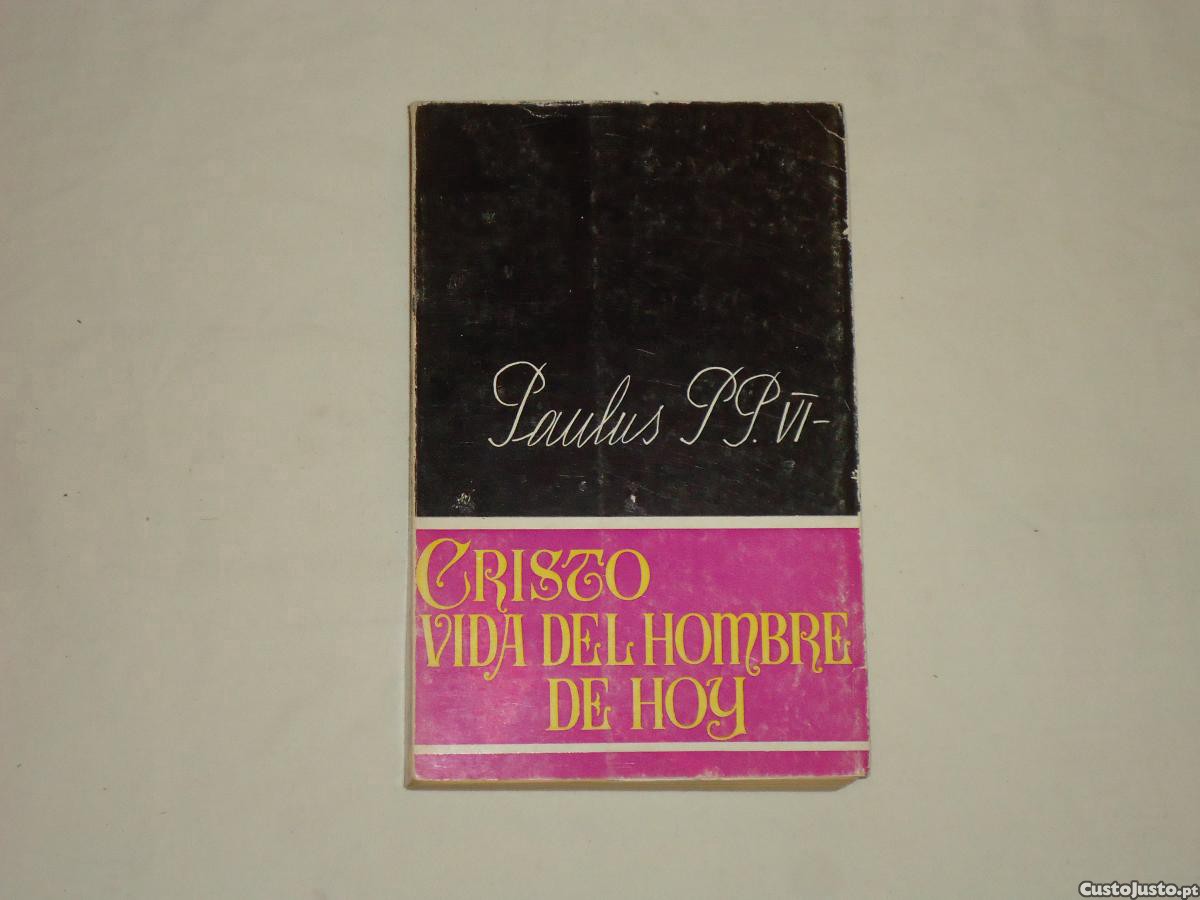 Paulus PP. VI-
CRISTO
VIDA DEL HOMBRE
DE HOY
CustoJusto.pt